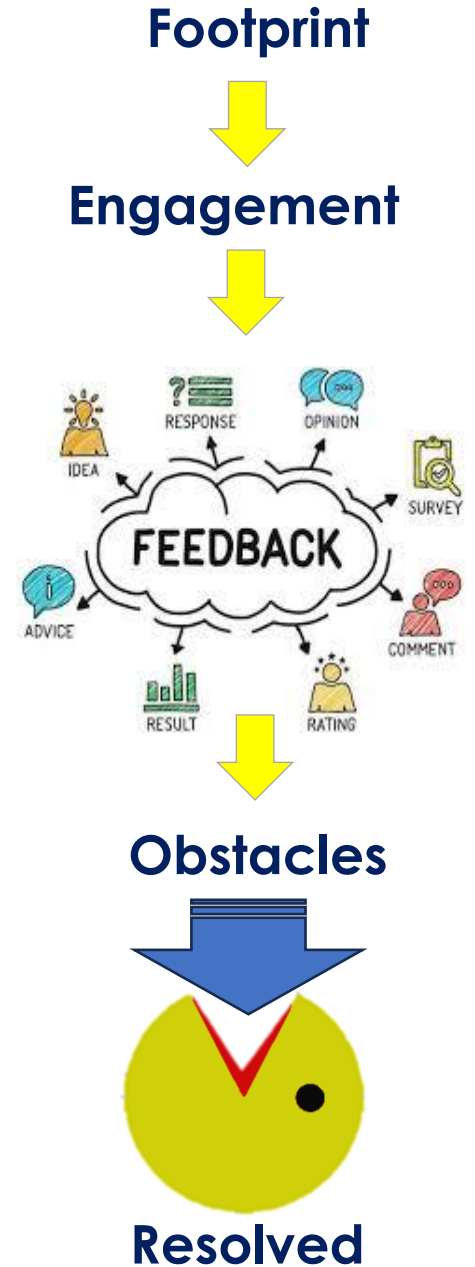 Footprint
Engagement
RESPONSE
OPINION
IDEA
SURVEY
FEEDBACK
ADVICE
COMMENT
RESULT
RATING
Obstacles
Resolved